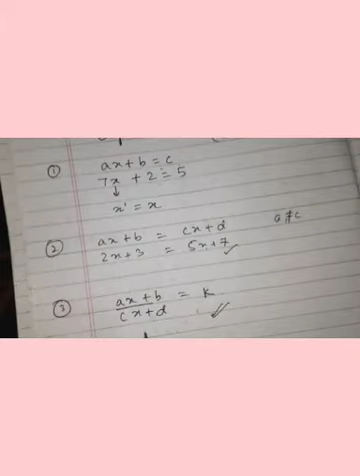 ① ax + b = c
7x + 2 = 5
↓
x' = x
② ax + b = cx + d a ≠ c
2x + 3 = 5x + 7 ✓
③ ax + b / cx + d = k ✓